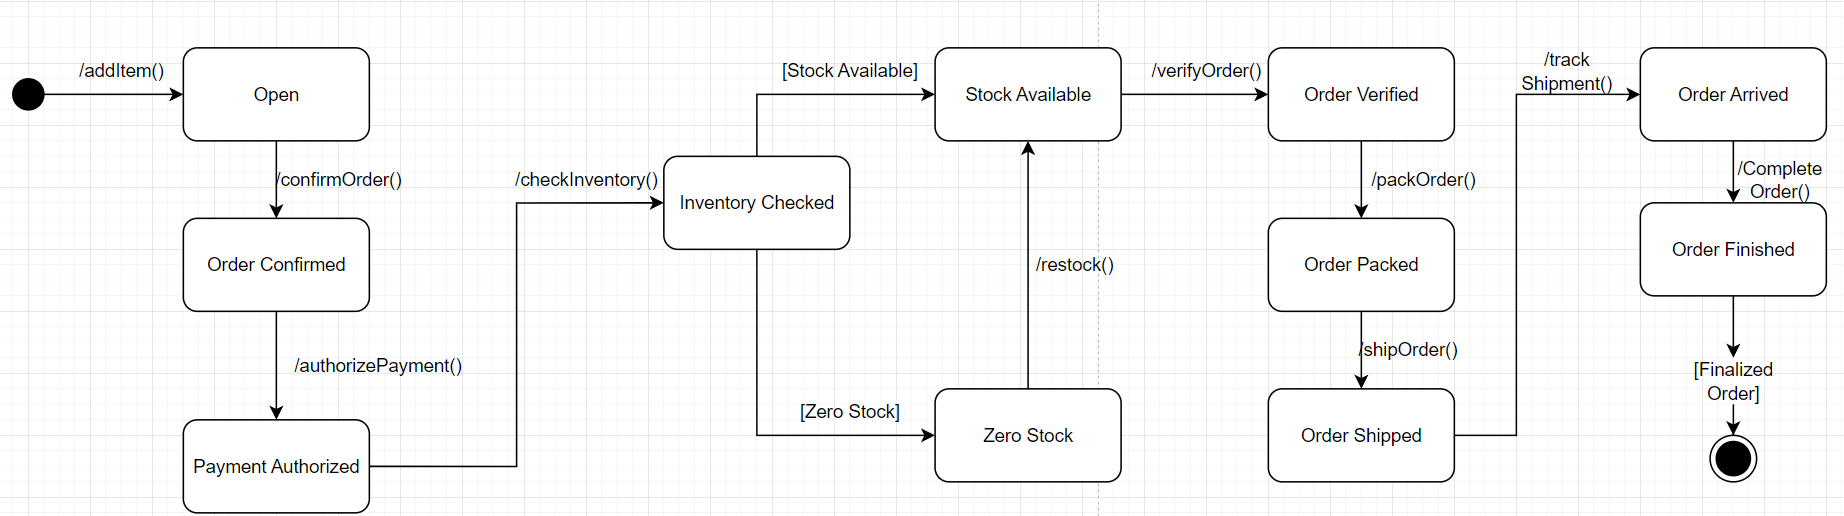 /addItem()
Open
/confirmOrder()
Order Confirmed
/authorizePayment()
Payment Authorized
/checkInventory()
Inventory Checked
[Stock Available]
Stock Available
[Zero Stock]
Zero Stock
/restock()
/verifyOrder()
Order Verified
/packOrder()
Order Packed
/shipOrder()
Order Shipped
/track
Shipment()
Order Arrived
/Complete
Order()
Order Finished
[Finalized
Order]